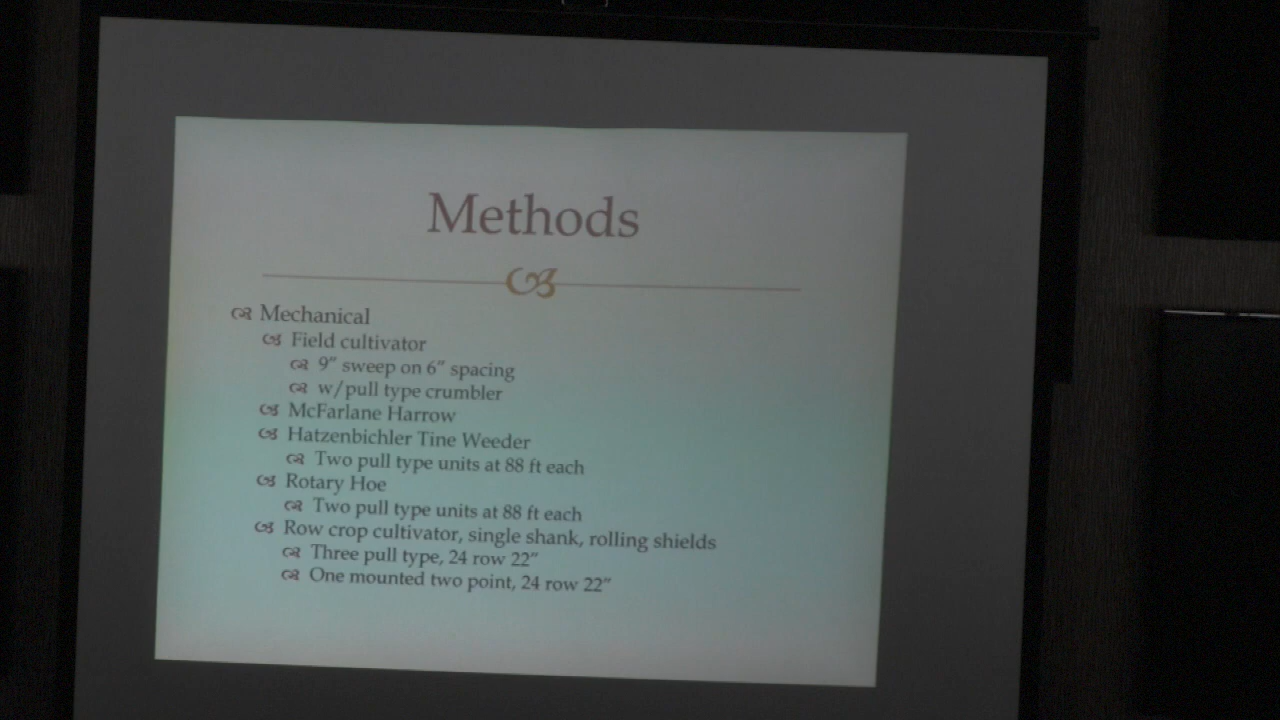 Methods
Mechanical
Field cultivator
9” sweep on 6” spacing
w/pull type crumbler
McFarlane Harrow
Hatzenbichler Tine Weeder
Two pull type units at 88 ft each
Rotary Hoe
Two pull type units at 88 ft each
Row crop cultivator, single shank, rolling shields
Three pull type, 24 row 22”
One mounted two point, 24 row 22”